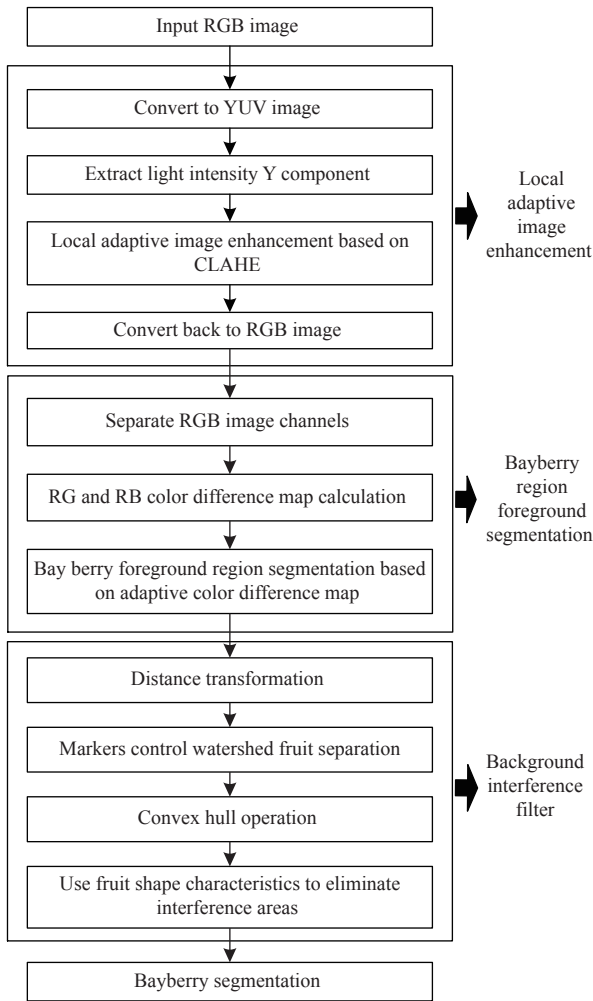 Input RGB image
Convert to YUV image
Extract light intensity Y component
Local adaptive image enhancement based on
CLAHE
Convert back to RGB image
Local
adaptive
image
enhancement
Separate RGB image channels
RG and RB color difference map calculation
Bay berry foreground region segmentation based
on adaptive color difference map
Bayberry
region
foreground
segmentation
Distance transformation
Markers control watershed fruit separation
Convex hull operation
Use fruit shape characteristics to eliminate
interference areas
Background
interference
filter
Bayberry segmentation